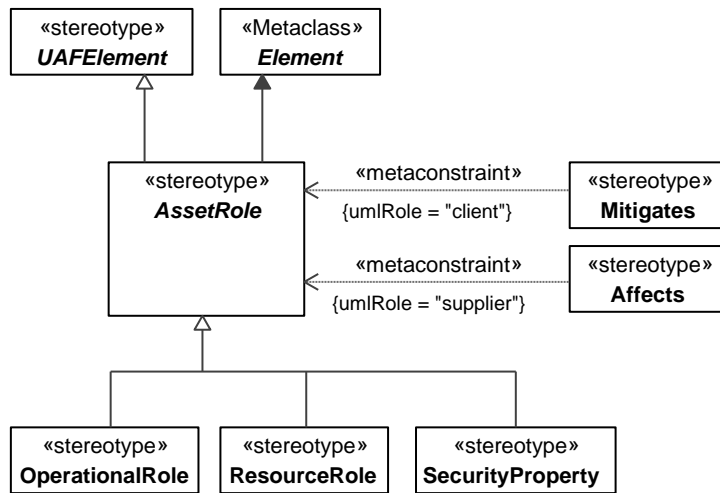 «stereotype»
UAFElement
«Metaclass»
Element
«stereotype»
AssetRole
«metaconstraint»
{umlRole = "client"}
«stereotype»
Mitigates
«metaconstraint»
{umlRole = "supplier"}
«stereotype»
Affects
«stereotype»
OperationalRole
«stereotype»
ResourceRole
«stereotype»
SecurityProperty